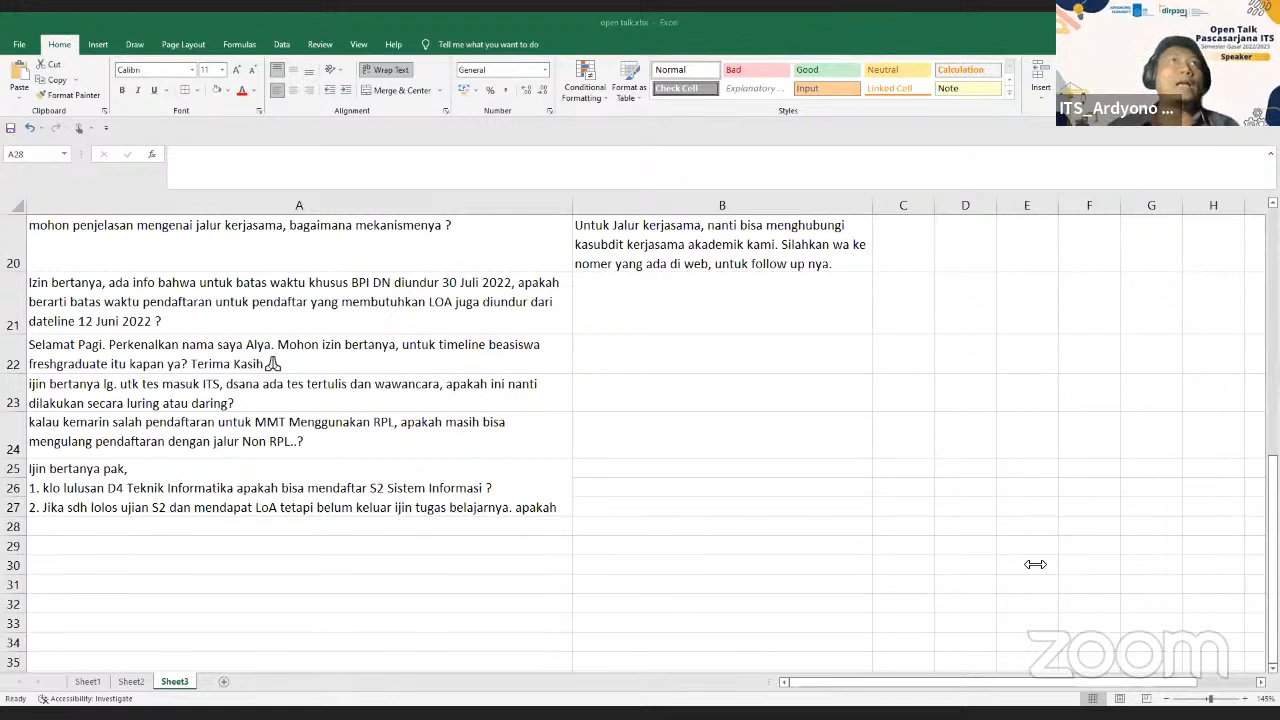 open talk.xlsx - Excel
File Home Insert Draw Page Layout Formulas Data Review View Help Tell me what you want to do
Cut
Copy
Format Painter
Paste
Clipboard
Calibri 11
B I U
Font
Wrap Text
Merge & Center
Alignment
General
Number
Conditional Formatting
Format as Table
Normal Bad Good Neutral Calculation
Check Cell Explanatory ... Input Linked Cell Note
Styles
Insert
Open Talk
Pascasarjana ITS
Semester Gasal 2022/2023
Speaker
ITS_Ardyono ...
A28
fx
A B C D E F G H
20 mohon penjelasan mengenai jalur kerjasama, bagaimana mekanismenya ?
Untuk Jalur kerjasama, nanti bisa menghubungi
kasubdit kerjasama akademik kami. Silahkan wa ke
nomer yang ada di web, untuk follow up nya.
21 Izin bertanya, ada info bahwa untuk batas waktu khusus BPI DN diundur 30 Juli 2022, apakah
berarti batas waktu pendaftaran untuk pendaftar yang membutuhkan LOA juga diundur dari
dateline 12 Juni 2022 ?
22 Selamat Pagi. Perkenalkan nama saya Alya. Mohon izin bertanya, untuk timeline beasiswa
freshgraduate itu kapan ya? Terima Kasih🙏
23 ijin bertanya lg. utk tes masuk ITS, dsana ada tes tertulis dan wawancara, apakah ini nanti
dilakukan secara luring atau daring?
24 kalau kemarin salah pendaftaran untuk MMT Menggunakan RPL, apakah masih bisa
mengulang pendaftaran dengan jalur Non RPL..?
25 Ijin bertanya pak,
26 1. klo lulusan D4 Teknik Informatika apakah bisa mendaftar S2 Sistem Informasi ?
27 2. Jika sdh lolos ujian S2 dan mendapat LoA tetapi belum keluar ijin tugas belajarnya. apakah
28
29
30
31
32
33
34
35
zoom
Sheet1 Sheet2 Sheet3
Ready Accessibility: Investigate
145%